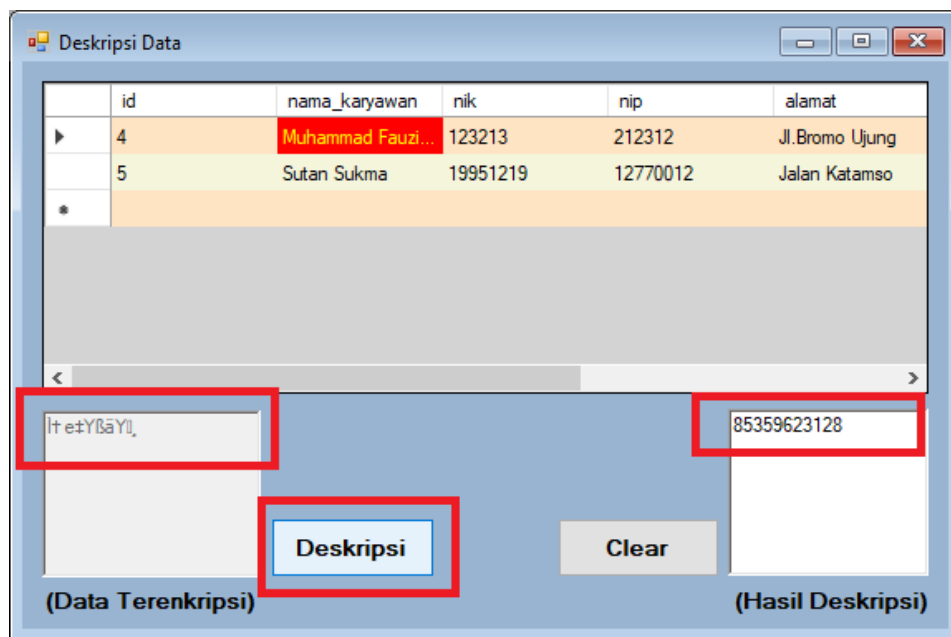 Deskripsi Data
id nama_karyawan nik nip alamat
4 Muhammad Fauzi... 123213 212312 Jl.Bromo Ujung
5 Sutan Sukma 19951219 12770012 Jalan Katamso
85359623128
Deskripsi Clear
(Data Terenkripsi) (Hasil Deskripsi)